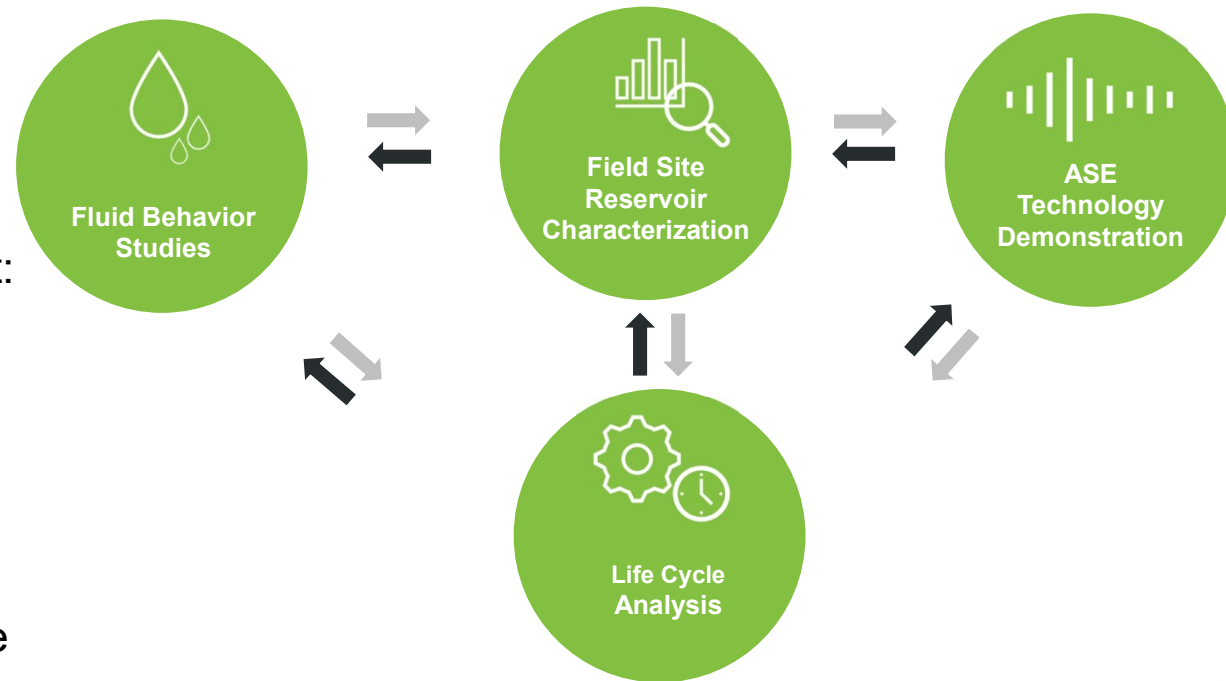 Fluid Behavior
Studies
Field Site
Reservoir
Characterization
ASE
Technology
Demonstration
Life Cycle
Analysis